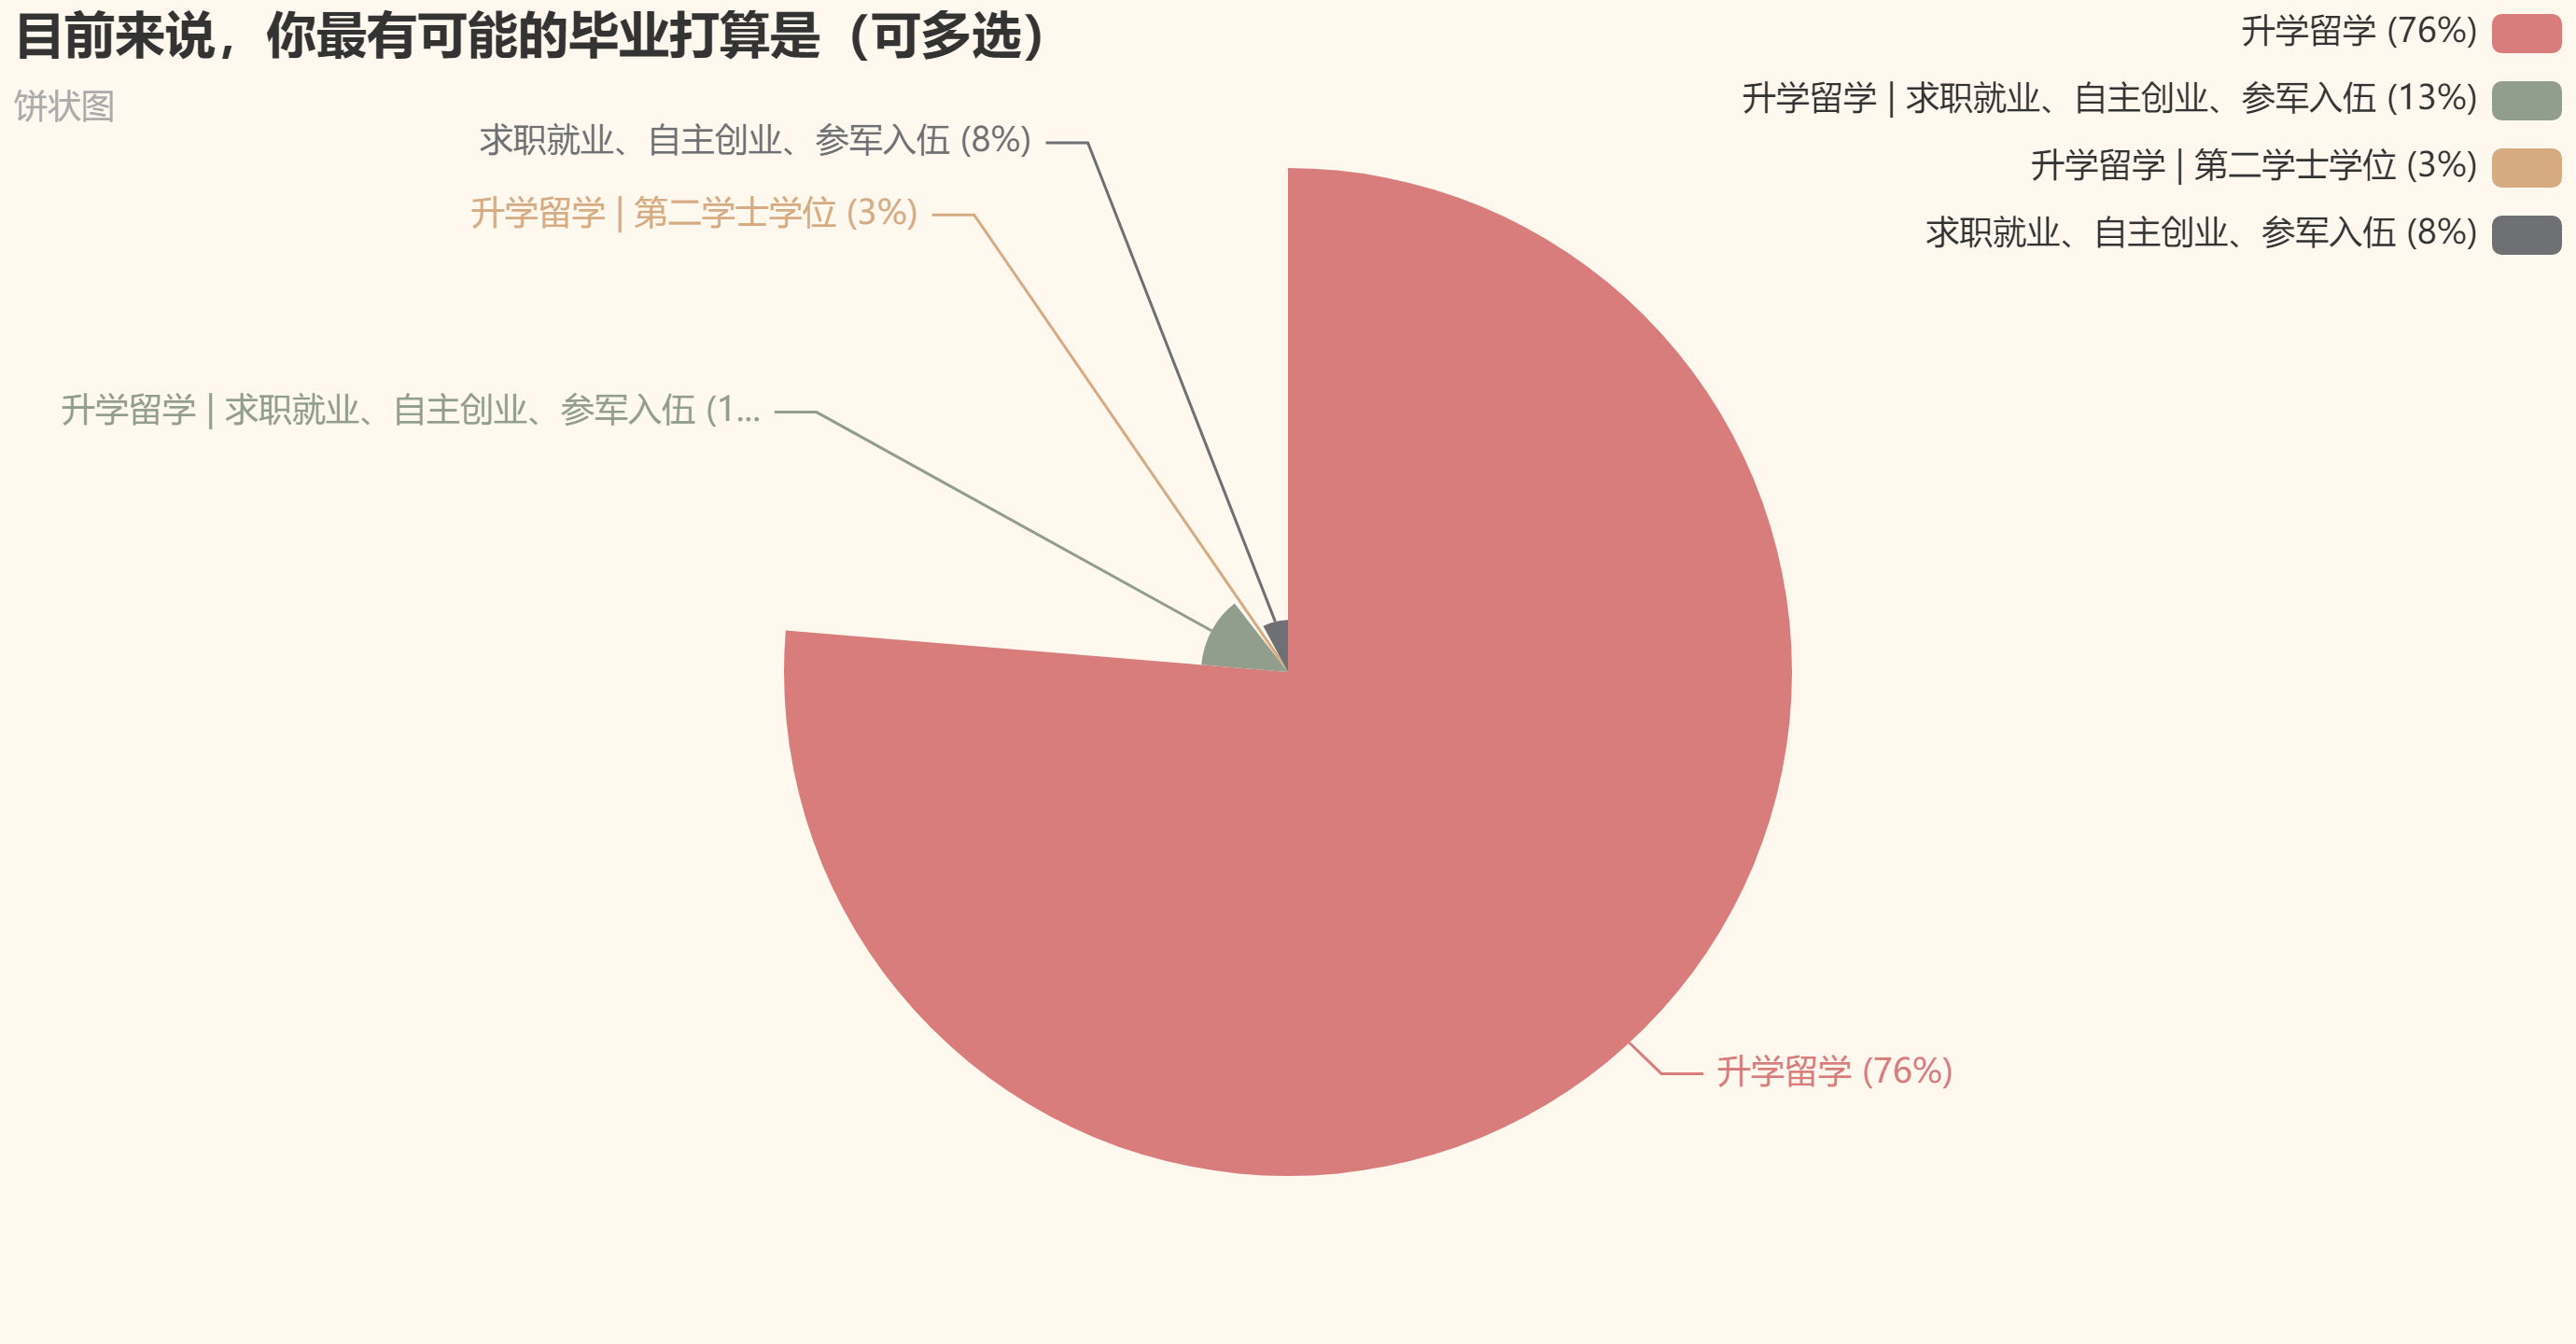 目前来说，你最有可能的毕业打算是（可多选）
饼状图
升学留学 (76%)
升学留学 | 求职就业、自主创业、参军入伍 (13%)
升学留学 | 第二学士学位 (3%)
求职就业、自主创业、参军入伍 (8%)
求职就业、自主创业、参军入伍 (8%)
升学留学 | 第二学士学位 (3%)
升学留学 | 求职就业、自主创业、参军入伍 (1...
升学留学 (76%)